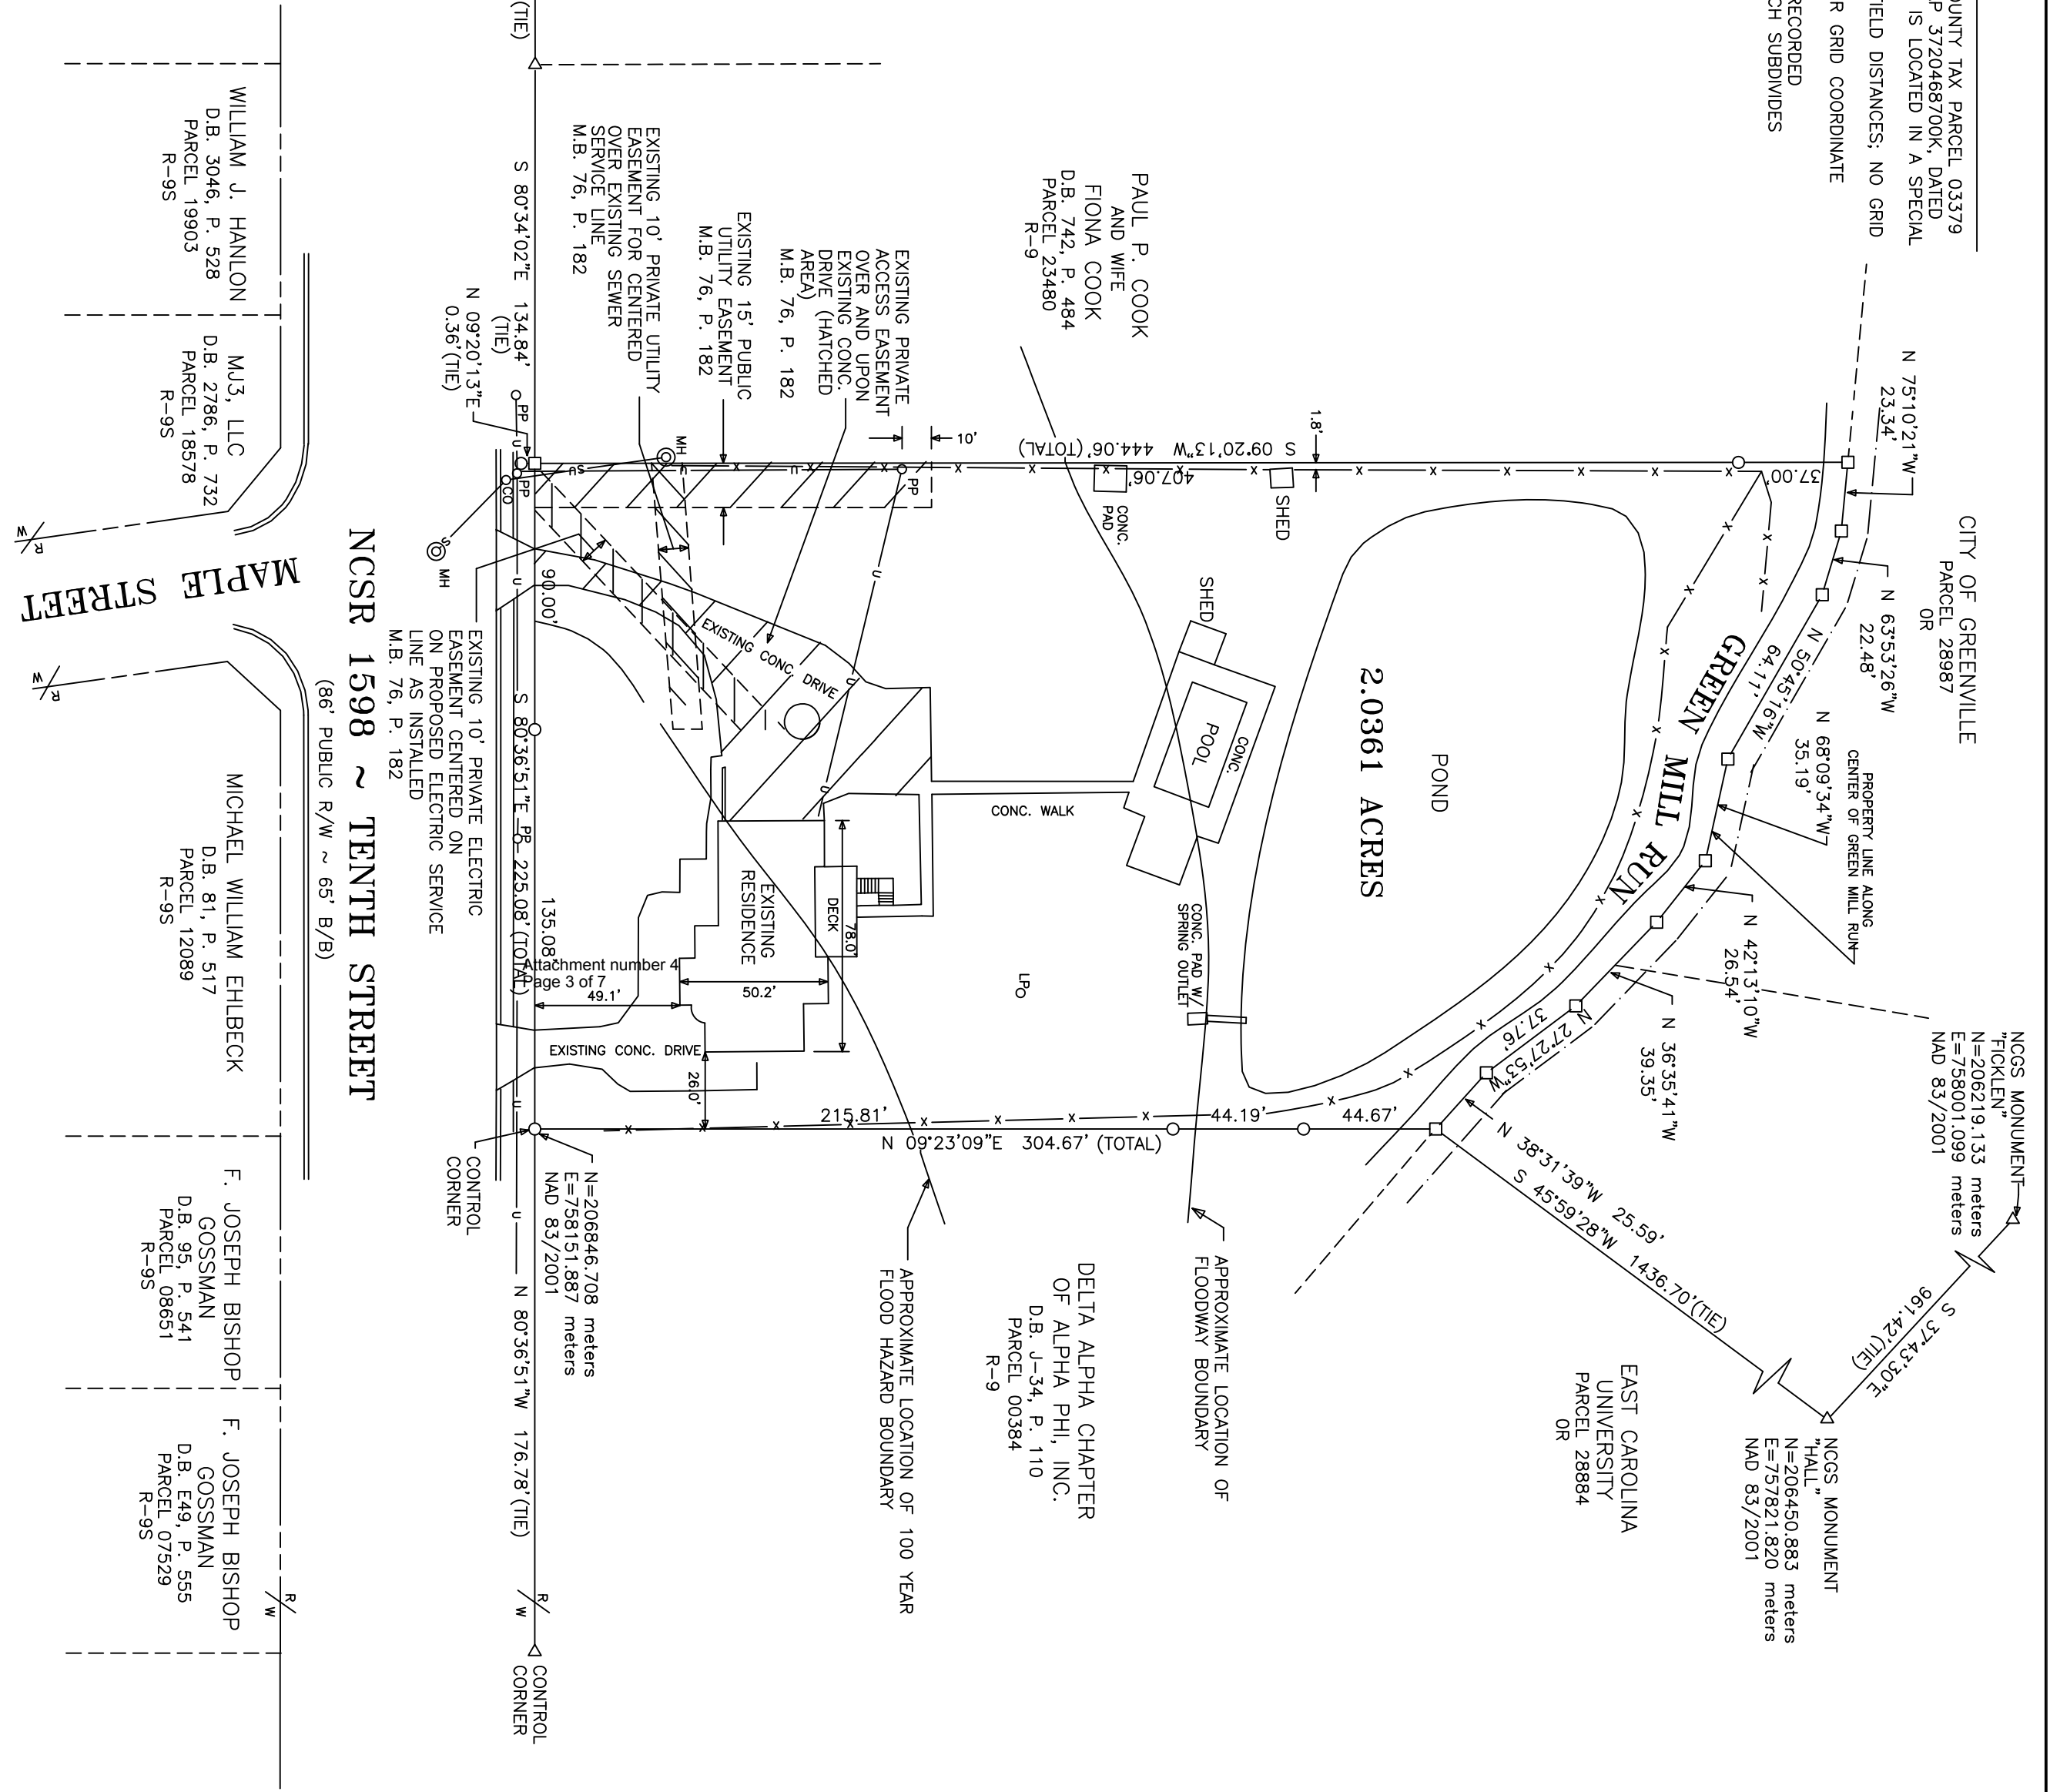 OUNTY TAX PARCEL 03379
P 3720468700K, DATED
IS LOCATED IN A SPECIAL
FIELD DISTANCES; NO GRID
R GRID COORDINATE
RECORDED
CH SUBDIVIDES
N 75°10'21"W
23.34'
CITY OF GREENVILLE
PARCEL 28987
OR
N 63°53'26"W
22.48'
N 50°45'16"W
64.11'
N 68°09'34"W
35.19'
PROPERTY LINE ALONG
CENTER OF GREEN MILL RUN
GREEN MILL RUN
N 42°13'10"W
26.54'
N 36°35'41"W
39.35'
N 27°27'53"W
37.76'
N 38°31'39"W 25.59'
S 45°59'28"W 1436.70'(TIE)
NCGS MONUMENT
"FICKLEN"
N=206219.133 meters
E=758001.099 meters
NAD 83/2001
S 37°43'30"E
961.42'(TIE)
NCGS MONUMENT
"HALL"
N=206450.883 meters
E=757821.820 meters
NAD 83/2001
EAST CAROLINA
UNIVERSITY
PARCEL 28884
OR
37.00'
S 09°20'13"W 444.06' (TOTAL)
407.06'
1.8'
10'
SHED
CONC.
PAD
POND
2.0361 ACRES
SHED
POOL
CONC.
CONC. WALK
CONC. PAD W/
SPRING OUTLET
LP
PAUL P. COOK
AND WIFE
FIONA COOK
D.B. 742, P. 484
PARCEL 23480
R-9
EXISTING PRIVATE
ACCESS EASEMENT
OVER AND UPON
EXISTING CONC.
DRIVE (HATCHED
AREA)
M.B. 76, P. 182
EXISTING 15' PUBLIC
UTILITY EASEMENT
M.B. 76, P. 182
EXISTING 10' PRIVATE UTILITY
EASEMENT FOR CENTERED
OVER EXISTING SEWER
SERVICE LINE
M.B. 76, P. 182
MH
PP
EXISTING CONC. DRIVE
DECK
78.0'
EXISTING
RESIDENCE
50.2'
49.1'
Attachment number 4
Page 3 of 7
EXISTING CONC. DRIVE
26.0'
215.81'
44.19'
44.67'
N 09°23'09"E 304.67' (TOTAL)
APPROXIMATE LOCATION OF
FLOODWAY BOUNDARY
DELTA ALPHA CHAPTER
OF ALPHA PHI, INC.
D.B. J-34, P. 110
PARCEL 00384
R-9
APPROXIMATE LOCATION OF 100 YEAR
FLOOD HAZARD BOUNDARY
N=206846.708 meters
E=758151.887 meters
NAD 83/2001
CONTROL
CORNER
(TIE)
S 80°34'02"E 134.84'
(TIE)
N 09°20'13"E
0.36'(TIE)
PP
PP
CO
S
MH
90.00'
135.08'
S 80°36'51"E 225.08' (TOTAL)
PP
N 80°36'51"W 176.78'(TIE)
R/W
CONTROL
CORNER
EXISTING 10' PRIVATE ELECTRIC
EASEMENT CENTERED ON
ON PROPOSED ELECTRIC SERVICE
LINE AS INSTALLED
M.B. 76, P. 182
NCSR 1598 ~ TENTH STREET
(86' PUBLIC R/W ~ 65' B/B)
MAPLE STREET
R/W
R/W
WILLIAM J. HANLON
D.B. 3046, P. 528
PARCEL 19903
R-9S
MJ3, LLC
D.B. 2786, P. 732
PARCEL 18578
R-9S
MICHAEL WILLIAM EHLBECK
D.B. 81, P. 517
PARCEL 12089
R-9S
F. JOSEPH BISHOP
GOSSMAN
D.B. 95, P. 541
PARCEL 08651
R-9S
F. JOSEPH BISHOP
GOSSMAN
D.B. E49, P. 555
PARCEL 07529
R-9S
R/W